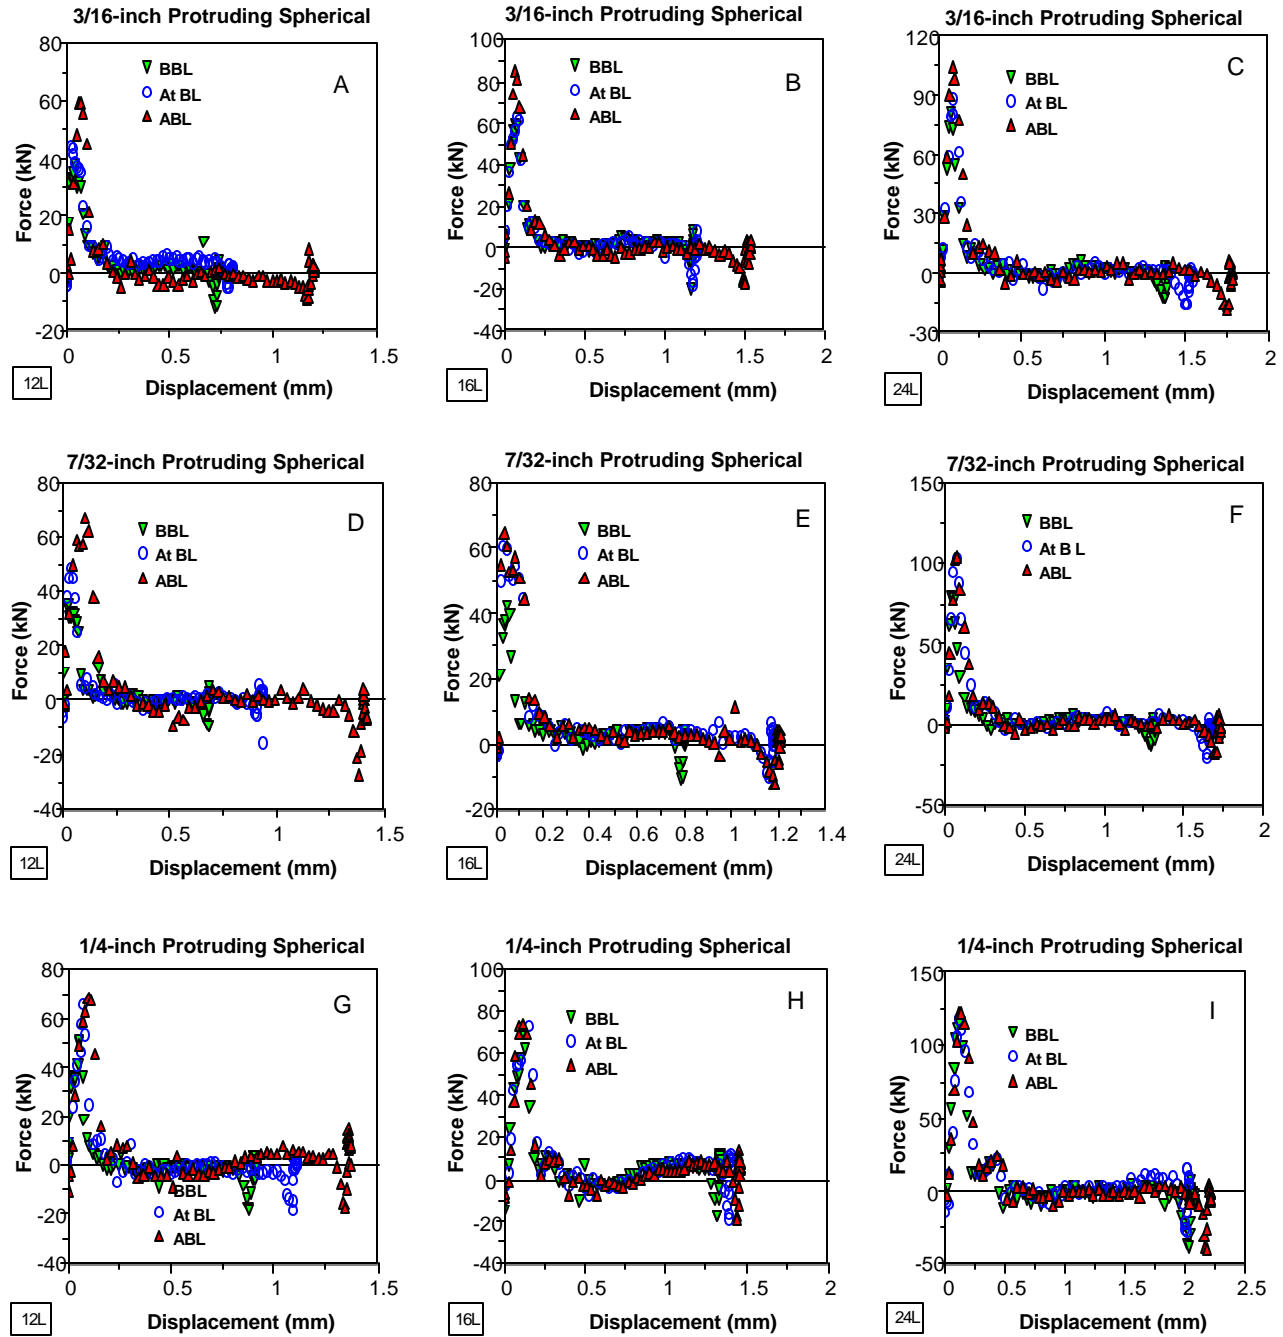 3/16-inch Protruding Spherical
80
60
40
20
0
-20
Force (kN)
BBL
At BL
ABL
A
0
0.5
1
1.5
Displacement (mm)
12L
3/16-inch Protruding Spherical
100
80
60
40
20
0
-20
-40
Force (kN)
BBL
At BL
ABL
B
0
0.5
1
1.5
2
Displacement (mm)
16L
3/16-inch Protruding Spherical
120
90
60
30
0
-30
Force (kN)
BBL
At BL
ABL
C
0
0.5
1
1.5
2
Displacement (mm)
24L
7/32-inch Protruding Spherical
80
60
40
20
0
-20
-40
Force (kN)
BBL
At BL
ABL
D
0
0.5
1
1.5
Displacement (mm)
12L
7/32-inch Protruding Spherical
80
60
40
20
0
-20
Force (kN)
BBL
At BL
ABL
E
0
0.2
0.4
0.6
0.8
1
1.2
1.4
Displacement (mm)
16L
7/32-inch Protruding Spherical
150
100
50
0
-50
Force (kN)
BBL
At B L
ABL
F
0
0.5
1
1.5
2
Displacement (mm)
24L
1/4-inch Protruding Spherical
80
60
40
20
0
-20
-40
Force (kN)
BBL
At BL
ABL
G
0
0.5
1
1.5
Displacement (mm)
12L
1/4-inch Protruding Spherical
100
80
60
40
20
0
-20
-40
Force (kN)
BBL
At BL
ABL
H
0
0.5
1
1.5
2
Displacement (mm)
16L
1/4-inch Protruding Spherical
150
100
50
0
-50
Force (kN)
BBL
At BL
ABL
I
0
0.5
1
1.5
2
2.5
Displacement (mm)
24L